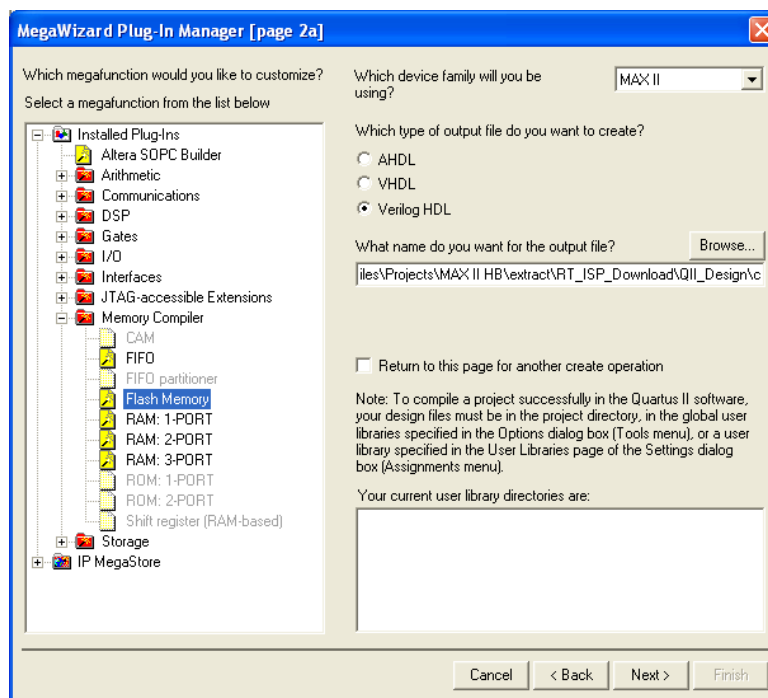 MegaWizard Plug-In Manager [page 2a]
Which megafunction would you like to customize?
Select a megafunction from the list below
Installed Plug-Ins
Altera SOPC Builder
Arithmetic
Communications
DSP
Gates
I/O
Interfaces
JTAG-accessible Extensions
Memory Compiler
CAM
FIFO
FIFO partitioner
Flash Memory
RAM: 1-PORT
RAM: 2-PORT
RAM: 3-PORT
ROM: 1-PORT
ROM: 2-PORT
Shift register (RAM-based)
Storage
IP MegaStore
Which device family will you be
using?
MAX II
Which type of output file do you want to create?
AHDL
VHDL
Verilog HDL
What name do you want for the output file?
Browse...
iles\Projects\MAX II HB\extract\RT_ISP_Download\QII_Design\c
Return to this page for another create operation
Note: To compile a project successfully in the Quartus II software,
your design files must be in the project directory, in the global user
libraries specified in the Options dialog box (Tools menu), or a user
library specified in the User Libraries page of the Settings dialog
box (Assignments menu).
Your current user library directories are:
Cancel
< Back
Next >
Finish